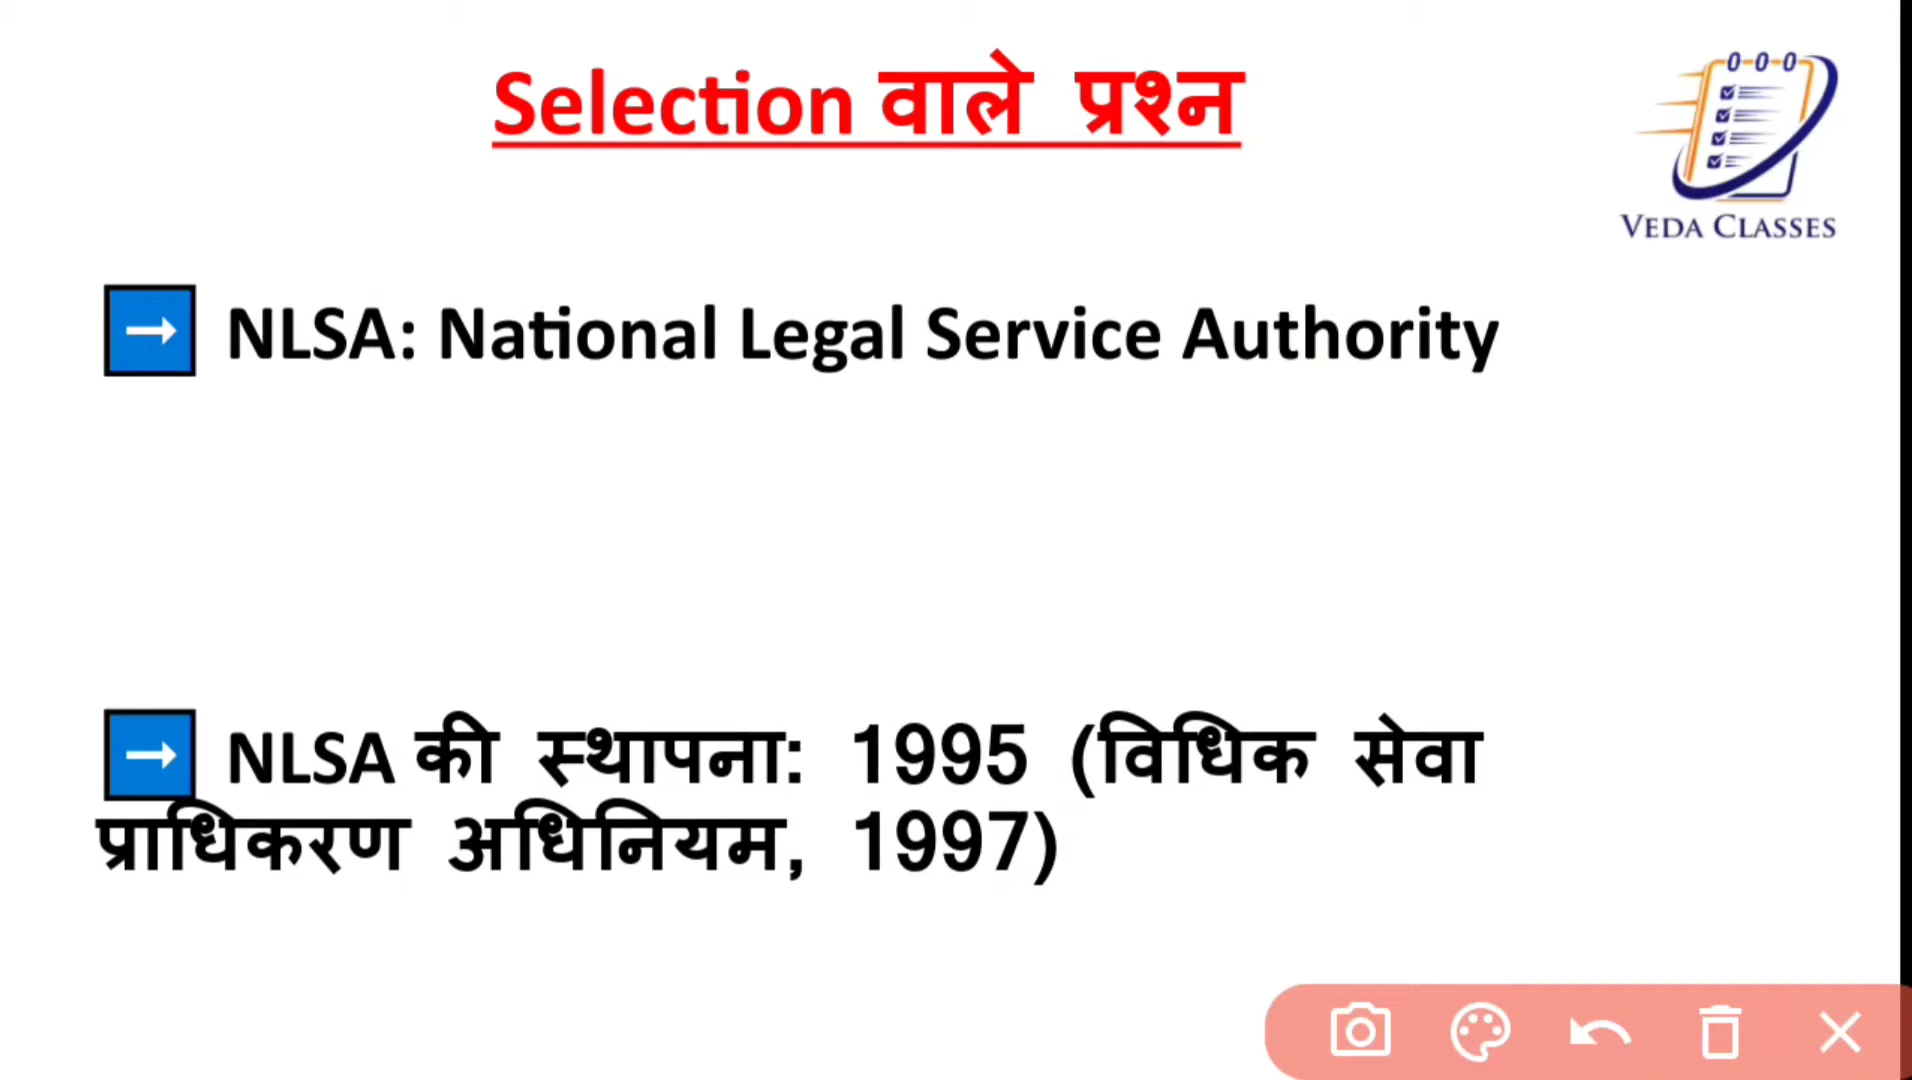 Selection वाले प्रश्न
VEDA CLASSES
NLSA: National Legal Service Authority
NLSA की स्थापना: 1995 (विधिक सेवा
प्राधिकरण अधिनियम, 1997)